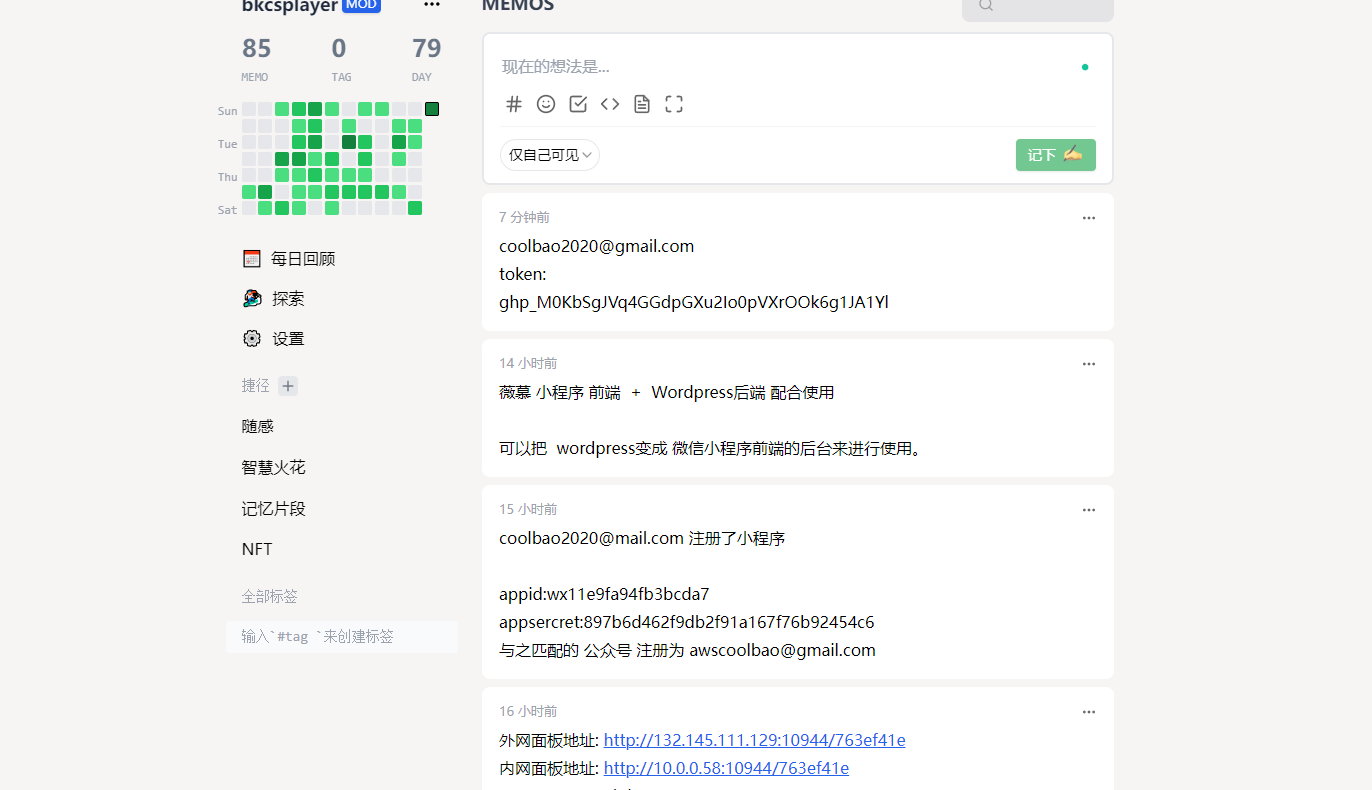 bkcsplayer MOD
MEMOS
85 0 79
MEMO TAG DAY
Sun
Tue
Thu
Sat
每日回顾
探索
设置
捷径
随感
智慧火花
记忆片段
NFT
全部标签
输入`#tag `来创建标签
现在的想法是...
仅自己可见
记下
7 分钟前
coolbao2020@gmail.com
token:
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
14 小时前
薇慕 小程序 前端 + Wordpress后端 配合使用
可以把 wordpress变成 微信小程序前端的后台来进行使用。
15 小时前
coolbao2020@mail.com 注册了小程序
appid:wx11e9fa94fb3bcda7
appsercret:897b6d462f9db2f91a167f76b92454c6
与之匹配的 公众号 注册为 awscoolbao@gmail.com
16 小时前
外网面板地址: http://132.145.111.129:10944/763ef41e
内网面板地址: http://10.0.0.58:10944/763ef41e